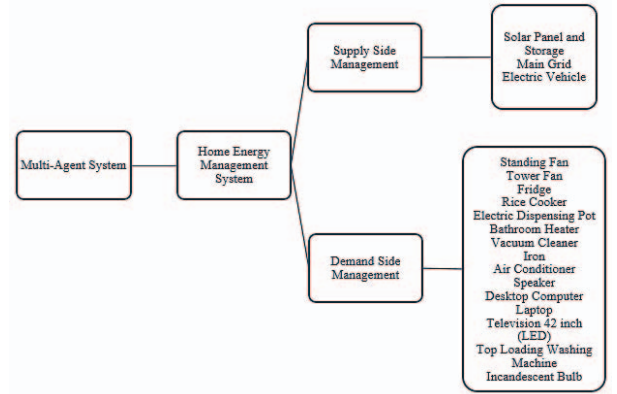 Multi-Agent System
Home Energy
Management
System
Supply Side
Management
Solar Panel and
Storage
Main Grid
Electric Vehicle
Demand Side
Management
Standing Fan
Tower Fan
Fridge
Rice Cooker
Electric Dispensing Pot
Bathroom Heater
Vacuum Cleaner
Iron
Air Conditioner
Speaker
Desktop Computer
Laptop
Television 42 inch
(LED)
Top Loading Washing
Machine
Incandescent Bulb